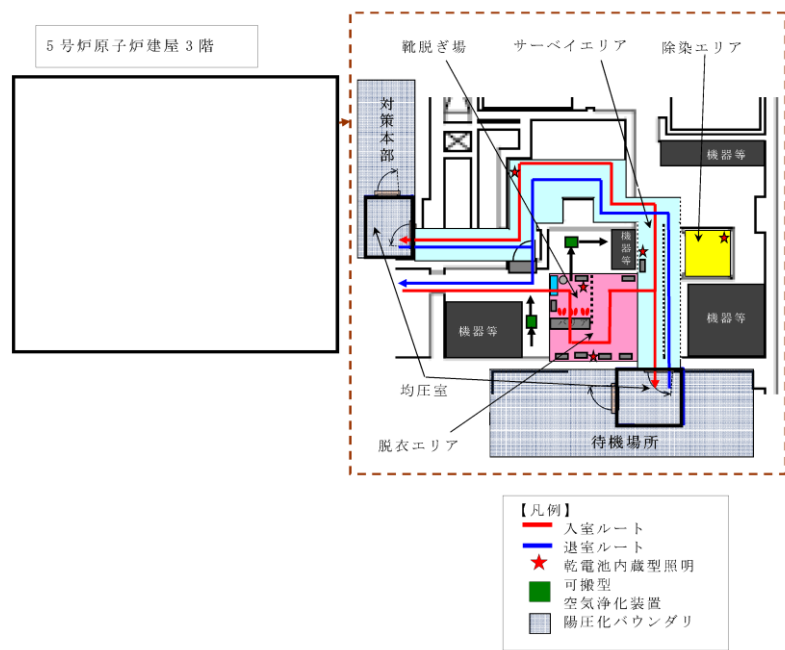 5号炉原子炉建屋3階
靴脱ぎ場
サーベイエリア
除染エリア
対策本部
機器等
機器等
機器等
機器等
均圧室
脱衣エリア
待機場所
【凡例】
入室ルート
退室ルート
乾電池内蔵型照明
可搬型
空気浄化装置
陽圧化バウンダリ